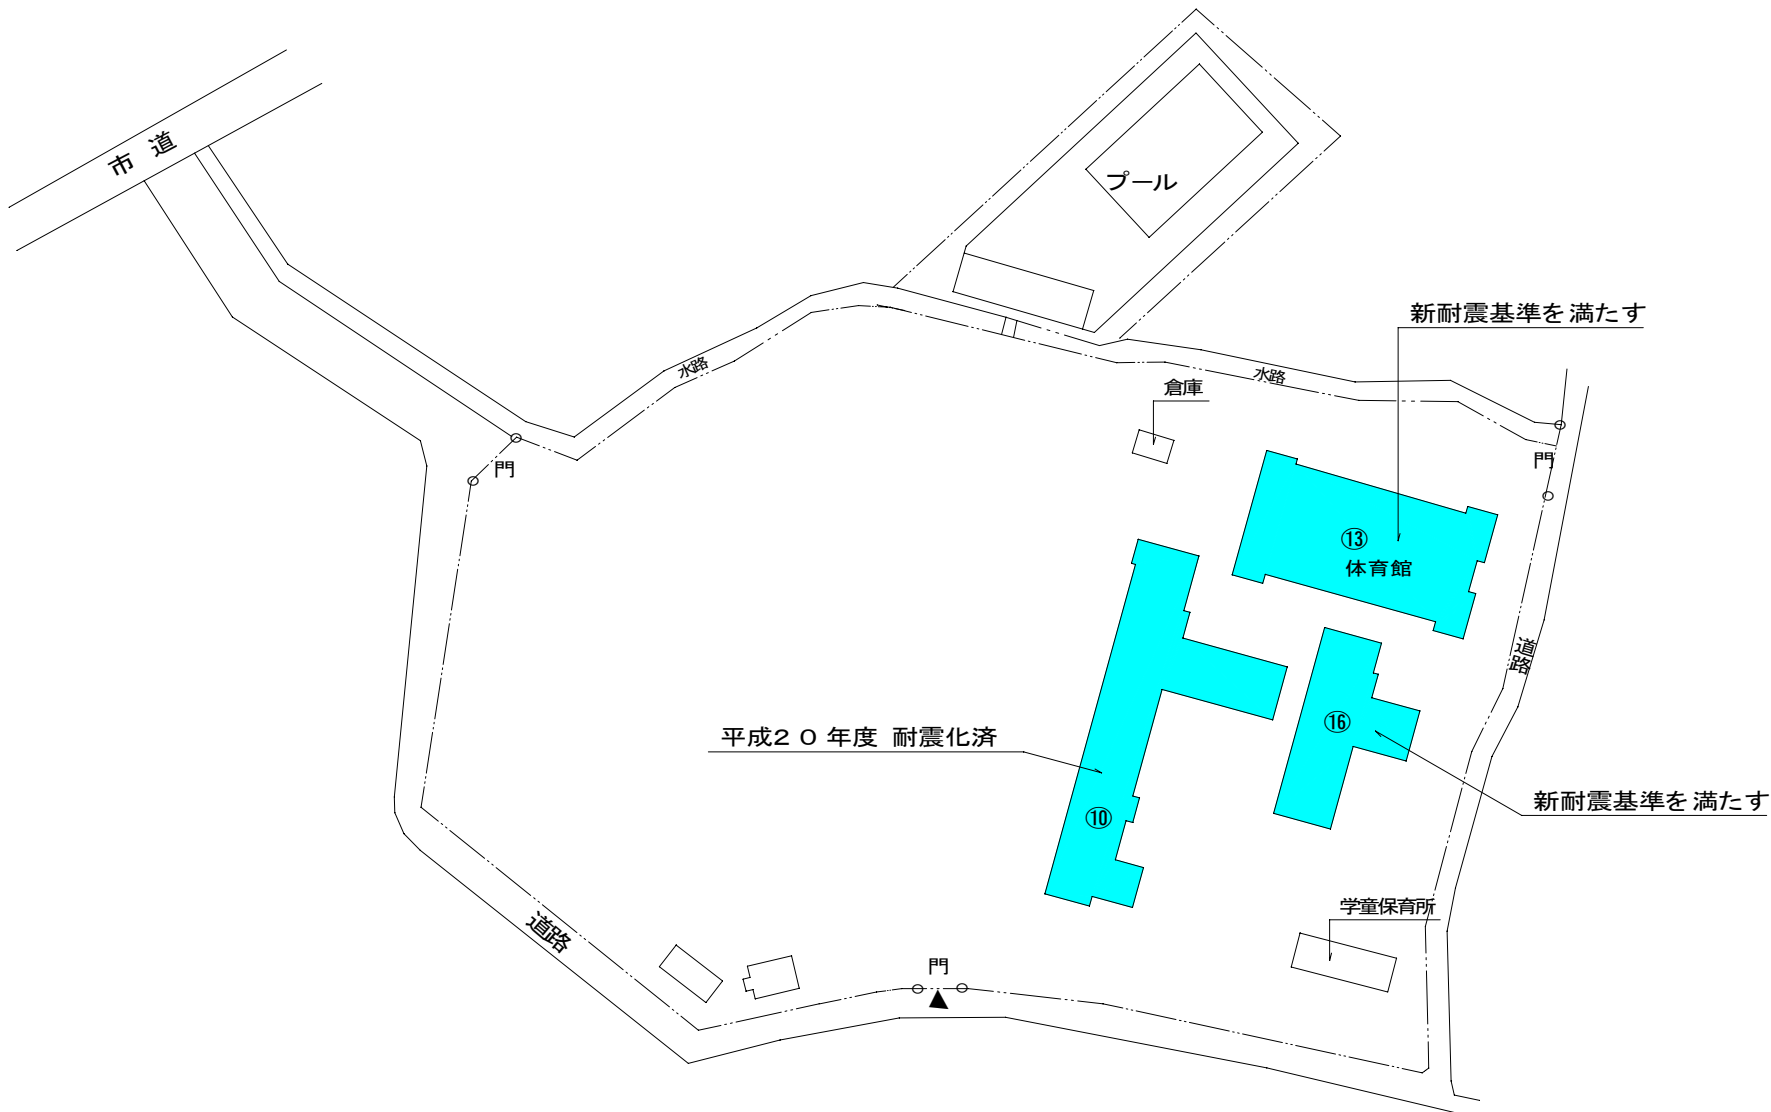 市道
プール
新耐震基準を満たす
水路
水路
倉庫
門
門
⑬
体育館
道路
⑯
平成２０年度 耐震化済
新耐震基準を満たす
⑩
学童保育所
道路
門